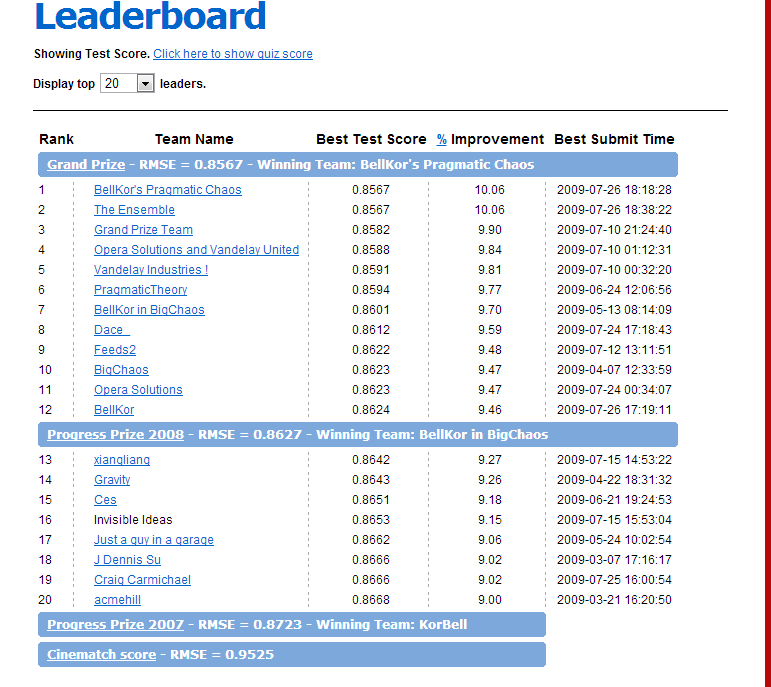 Leaderboard
Showing Test Score. Click here to show quiz score
Display top 20 leaders.
Rank Team Name Best Test Score % Improvement Best Submit Time
Grand Prize - RMSE = 0.8567 - Winning Team: BellKor's Pragmatic Chaos
1 BellKor's Pragmatic Chaos 0.8567 10.06 2009-07-26 18:18:28
2 The Ensemble 0.8567 10.06 2009-07-26 18:38:22
3 Grand Prize Team 0.8582 9.90 2009-07-10 21:24:40
4 Opera Solutions and Vandelay United 0.8588 9.84 2009-07-10 01:12:31
5 Vandelay Industries ! 0.8591 9.81 2009-07-10 00:32:20
6 PragmaticTheory 0.8594 9.77 2009-06-24 12:06:56
7 BellKor in BigChaos 0.8601 9.70 2009-05-13 08:14:09
8 Dace_ 0.8612 9.59 2009-07-24 17:18:43
9 Feeds2 0.8622 9.48 2009-07-12 13:11:51
10 BigChaos 0.8623 9.47 2009-04-07 12:33:59
11 Opera Solutions 0.8623 9.47 2009-07-24 00:34:07
12 BellKor 0.8624 9.46 2009-07-26 17:19:11
Progress Prize 2008 - RMSE = 0.8627 - Winning Team: BellKor in BigChaos
13 xiangliang 0.8642 9.27 2009-07-15 14:53:22
14 Gravity 0.8643 9.26 2009-04-22 18:31:32
15 Ces 0.8651 9.18 2009-06-21 19:24:53
16 Invisible Ideas 0.8653 9.15 2009-07-15 15:53:04
17 Just a guy in a garage 0.8662 9.06 2009-05-24 10:02:54
18 J Dennis Su 0.8666 9.02 2009-03-07 17:16:17
19 Craig Carmichael 0.8666 9.02 2009-07-25 16:00:54
20 acmehill 0.8668 9.00 2009-03-21 16:20:50
Progress Prize 2007 - RMSE = 0.8723 - Winning Team: KorBell
Cinematch score - RMSE = 0.9525